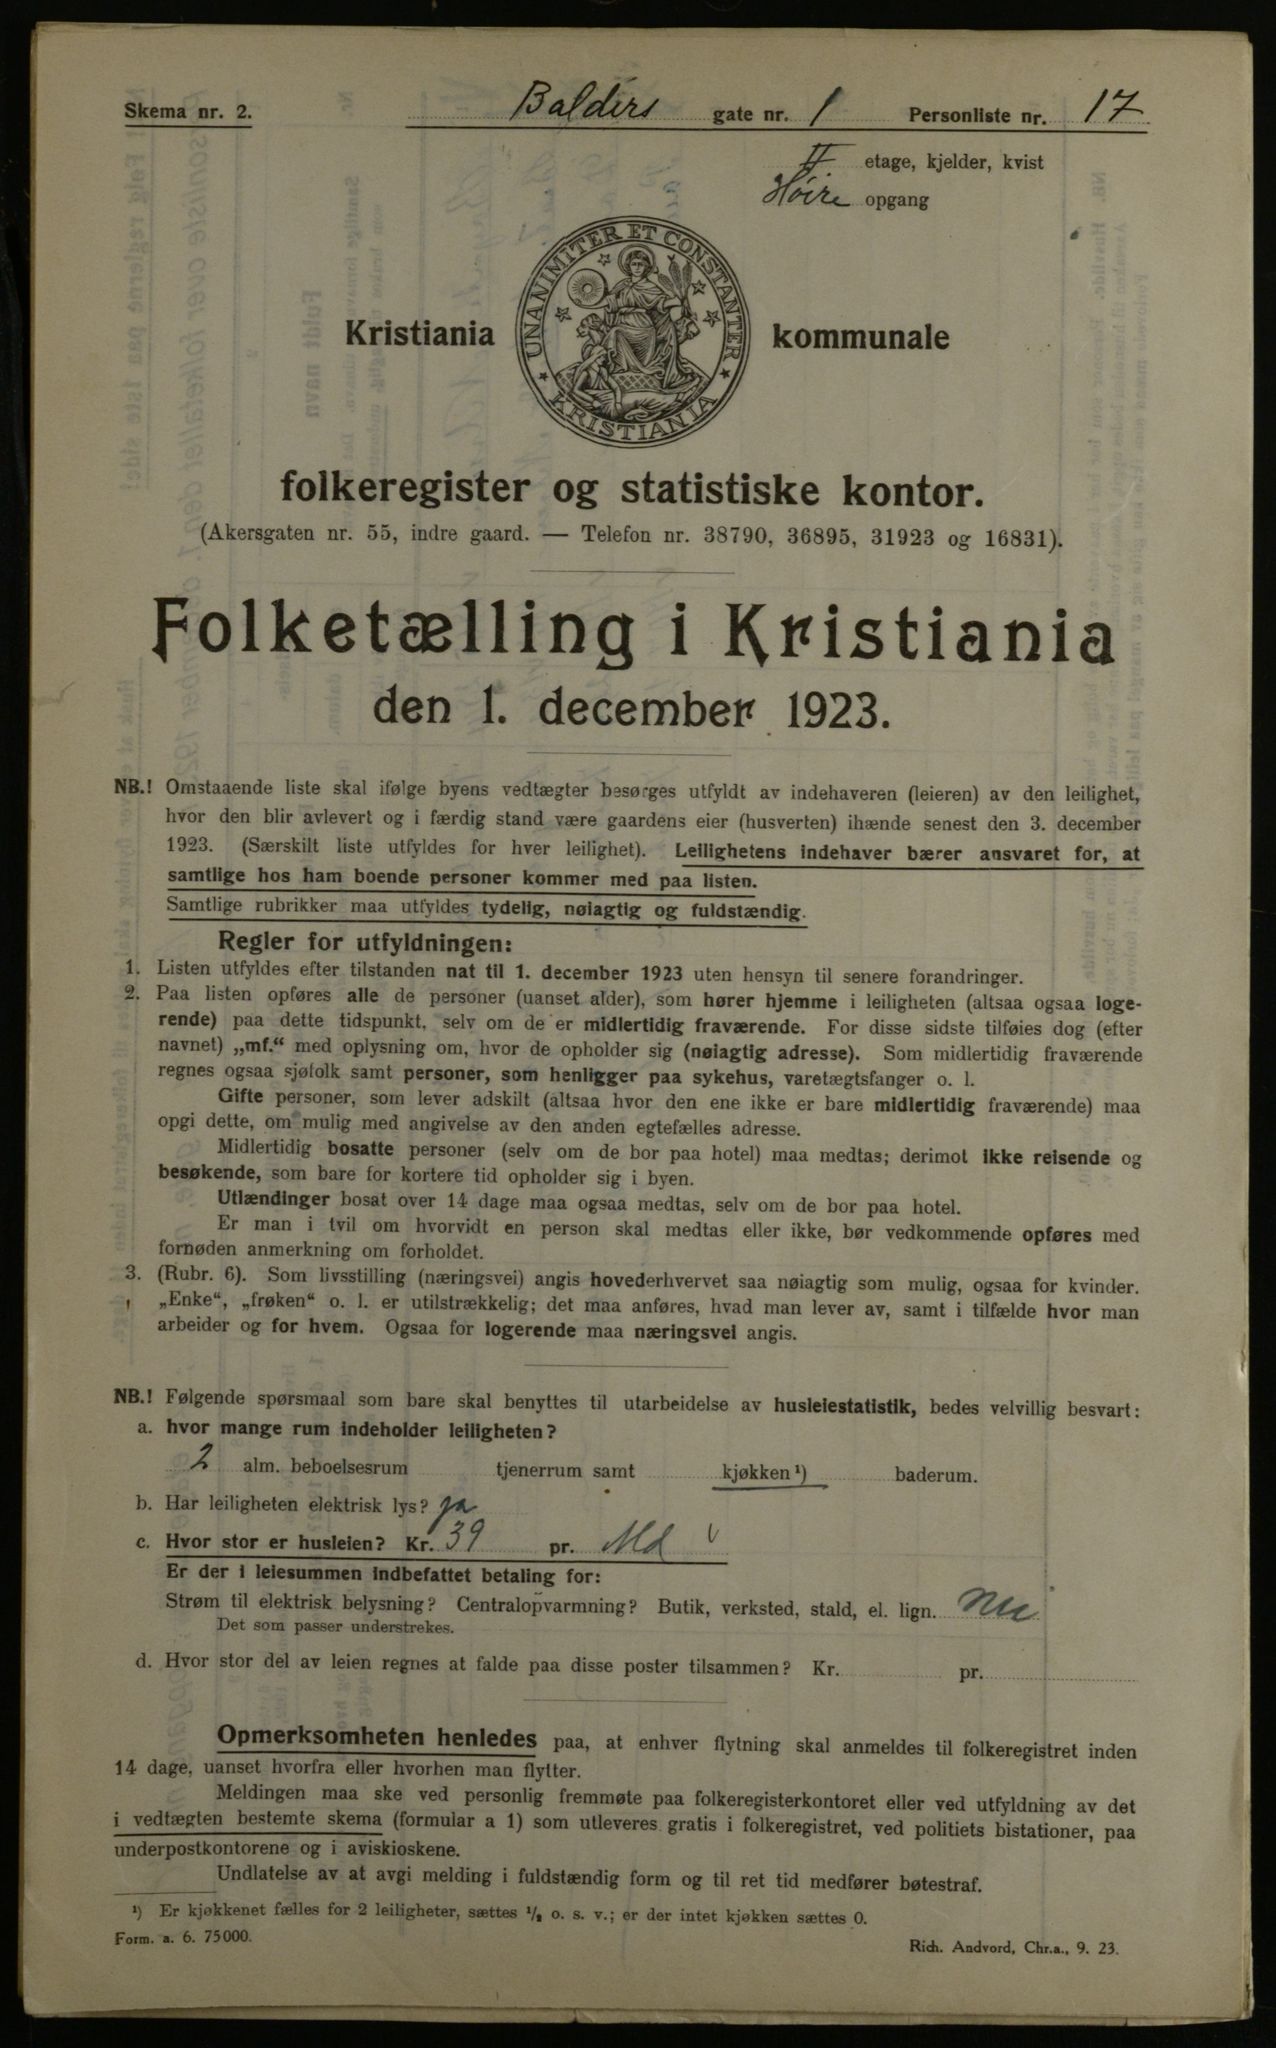 Skema nr. 2. Balders gate nr. 1 Personliste nr. 17
II etage, kjelder, kvist
Høire opgang
UNANIMITER ET CONSTANTER
KRISTIANIA
Kristiania kommunale
folkeregister og statistiske kontor.
(Akersgaten nr. 55, indre gaard. — Telefon nr. 38790, 36895, 31923 og 16831).
Folketælling i Kristiania
den 1. december 1923.
NB.! Omstaaende liste skal ifølge byens vedtægter besørges utfyldt av indehaveren (leieren) av den leilighet,
hvor den blir avlevert og i færdig stand være gaardens eier (husverten) ihænde senest den 3. december
1923. (Særskilt liste utfyldes for hver leilighet). Leilighetens indehaver bærer ansvaret for, at
samtlige hos ham boende personer kommer med paa listen.
Samtlige rubrikker maa utfyldes tydelig, nøiagtig og fuldstændig.
Regler for utfyldningen:
1. Listen utfyldes efter tilstanden nat til 1. december 1923 uten hensyn til senere forandringer.
2. Paa listen opføres alle de personer (uanset alder), som hører hjemme i leiligheten (altsaa ogsaa loge-
rende) paa dette tidspunkt, selv om de er midlertidig fraværende. For disse sidste tilføies dog (efter
navnet) „mf.“ med oplysning om, hvor de opholder sig (nøiagtig adresse). Som midlertidig fraværende
regnes ogsaa sjøfolk samt personer, som henligger paa sykehus, varetægtsfanger o. l.
Gifte personer, som lever adskilt (altsaa hvor den ene ikke er bare midlertidig fraværende) maa
opgi dette, om mulig med angivelse av den anden egtefælles adresse.
Midlertidig bosatte personer (selv om de bor paa hotel) maa medtas; derimot ikke reisende og
besøkende, som bare for kortere tid opholder sig i byen.
Utlændinger bosat over 14 dage maa ogsaa medtas, selv om de bor paa hotel.
Er man i tvil om hvorvidt en person skal medtas eller ikke, bør vedkommende opføres med
fornøden anmerkning om forholdet.
3. (Rubr. 6). Som livsstilling (næringsvei) angis hovederhvervet saa nøiagtig som mulig, ogsaa for kvinder.
„Enke“, „frøken“ o. l. er utilstrækkelig; det maa anføres, hvad man lever av, samt i tilfælde hvor man
arbeider og for hvem. Ogsaa for logerende maa næringsvei angis.
NB.! Følgende spørsmaal som bare skal benyttes til utarbeidelse av husleiestatistik, bedes velvillig besvart:
a. hvor mange rum indeholder leiligheten?
2 alm. beboelsesrum tjenerrum samt kjøkken¹) baderum.
b. Har leiligheten elektrisk lys? ja
c. Hvor stor er husleien? Kr. 39 pr. Md
Er der i leiesummen indbefattet betaling for:
Strøm til elektrisk belysning? Centralopvarmning? Butik, verksted, stald, el. lign. Nei
Det som passer understrekes.
d. Hvor stor del av leien regnes at falde paa disse poster tilsammen? Kr. pr.
Opmerksomheten henledes paa, at enhver flytning skal anmeldes til folkeregistret inden
14 dage, uanset hvorfra eller hvorhen man flytter.
Meldingen maa ske ved personlig fremmøte paa folkeregisterkontoret eller ved utfyldning av det
i vedtægten bestemte skema (formular a 1) som utleveres gratis i folkeregistret, ved politiets bistationer, paa
underpostkontorene og i aviskioskene.
Undlatelse av at avgi melding i fuldstændig form og til ret tid medfører bøtestraf.
¹) Er kjøkkenet fælles for 2 leiligheter, sættes ½ o. s. v.; er der intet kjøkken sættes 0.
Form. a. 6. 75000. Rich. Andvord, Chr.a., 9. 23.